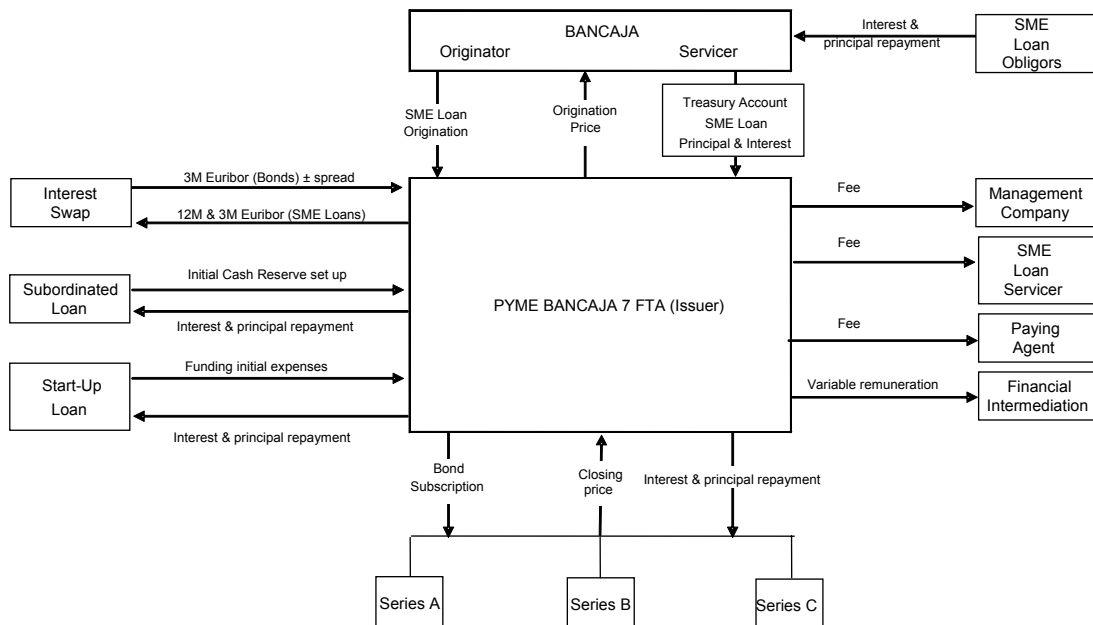 BANCAJA
Originator
Servicer
Interest &
principal repayment
SME
Loan
Obligors
SME Loan
Origination
Origination
Price
Treasury Account
SME Loan
Principal & Interest
Interest
Swap
3M Euribor (Bonds) ± spread
12M & 3M Euribor (SME Loans)
Subordinated
Loan
Initial Cash Reserve set up
Interest & principal repayment
Start-Up
Loan
Funding initial expenses
Interest & principal repayment
PYME BANCAJA 7 FTA (Issuer)
Fee
Management
Company
Fee
SME
Loan
Servicer
Fee
Paying
Agent
Variable remuneration
Financial
Intermediation
Bond
Subscription
Closing
price
Interest & principal repayment
Series A
Series B
Series C